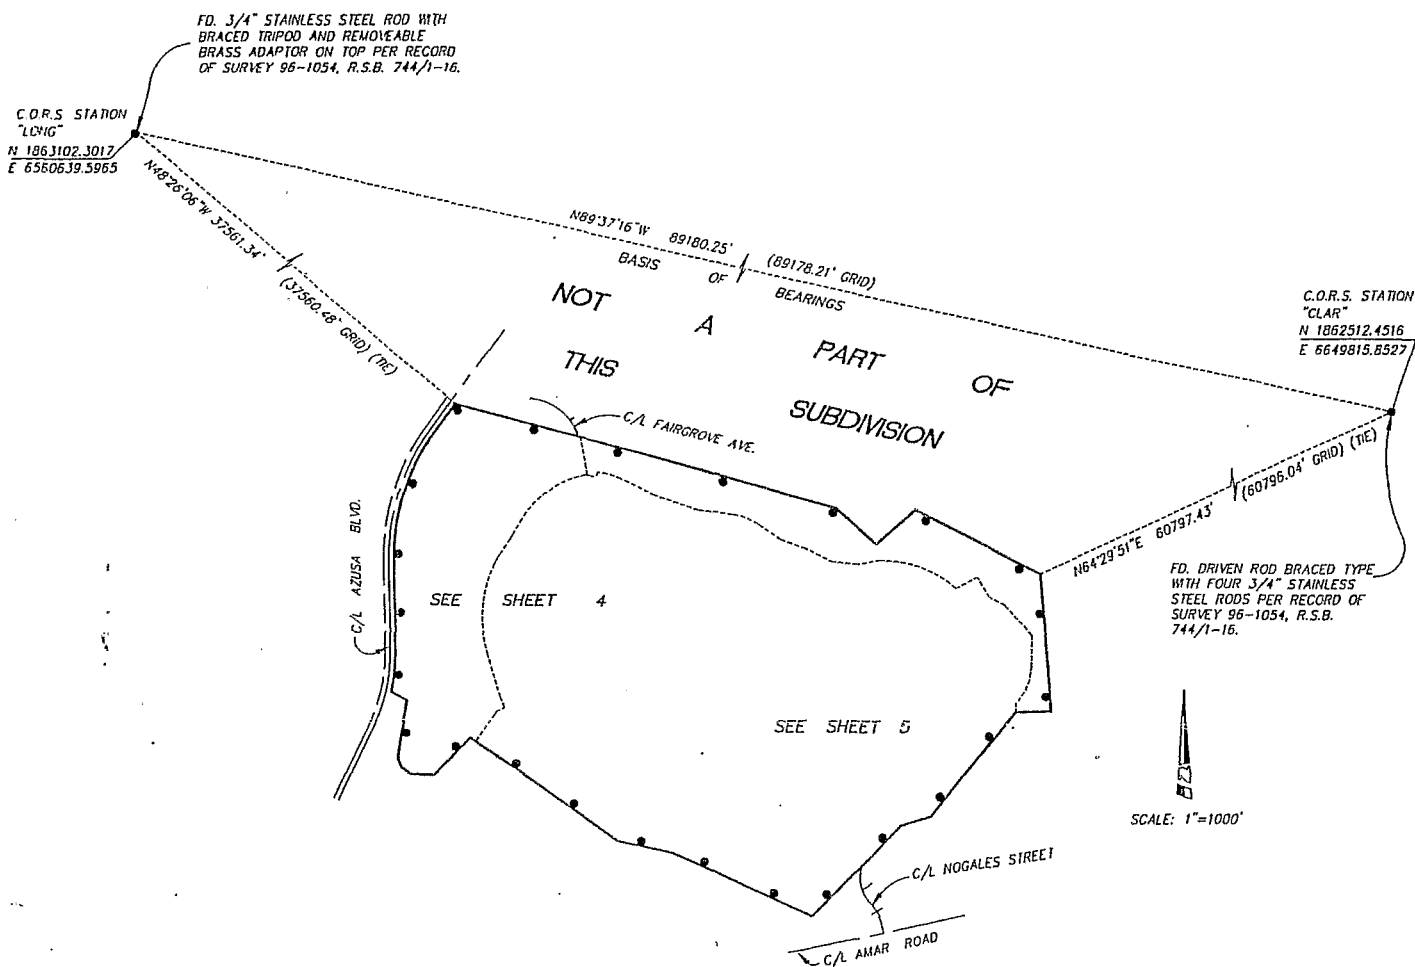 FD. 3/4" STAINLESS STEEL ROD WITH
BRACED TRIPOD AND REMOVEABLE
BRASS ADAPTOR ON TOP PER RECORD
OF SURVEY 96-1054, R.S.B. 744/1-16.
C.O.R.S STATION
"LONG"
N 1863102.3017
E 6560639.5965
N48°26'06"W 37561.34'
(37560.48' GRID) (TIE)
N89°37'16"W 89180.25' (89178.21' GRID)
BASIS OF BEARINGS
NOT A PART OF
THIS SUBDIVISION
C.O.R.S. STATION
"CLAR"
N 1862512.4516
E 6649815.8527
C/L FAIRGROVE AVE.
N64°29'51"E 60797.43' (60796.04' GRID) (TIE)
FD. DRIVEN ROD BRACED TYPE
WITH FOUR 3/4" STAINLESS
STEEL RODS PER RECORD OF
SURVEY 96-1054, R.S.B.
744/1-16.
C/L AZUSA BLVD.
SEE SHEET 4
SEE SHEET 5
SCALE: 1"=1000'
C/L NOGALES STREET
C/L AMAR ROAD